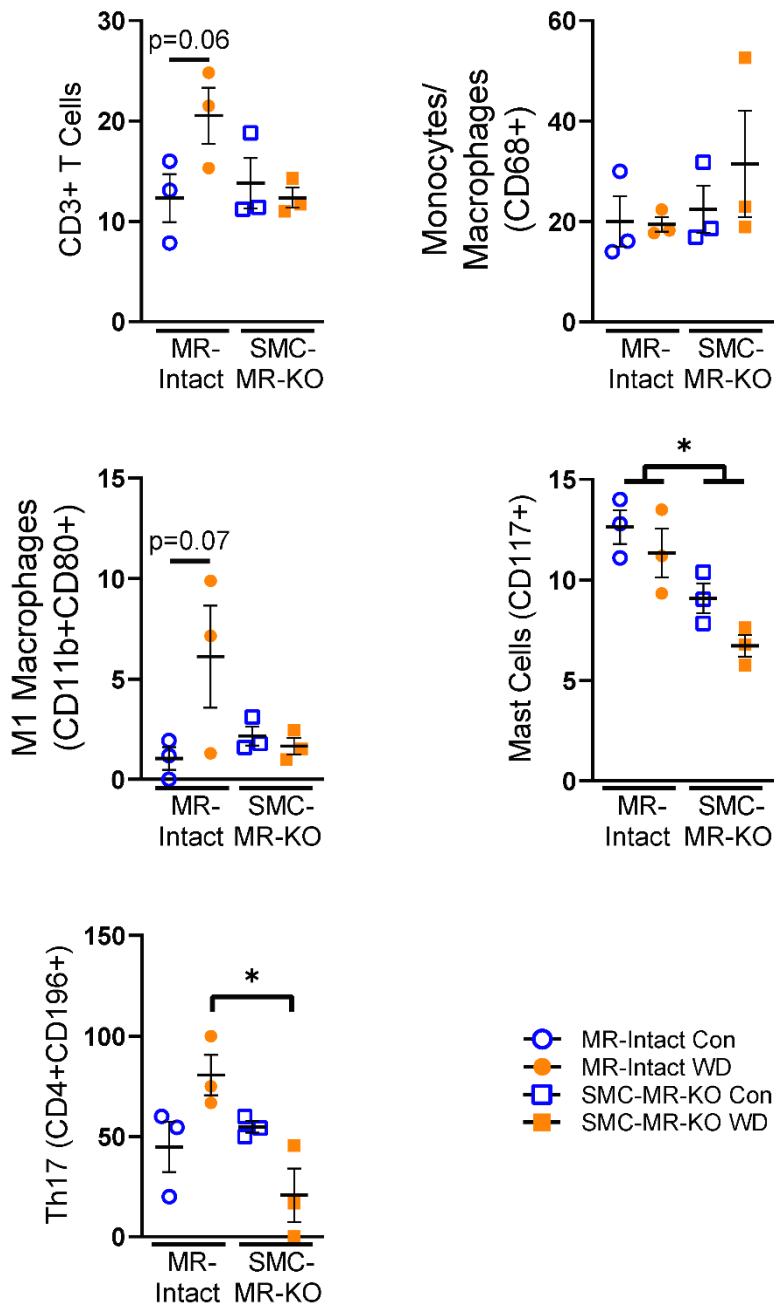 CD3+ T Cells
30
20
10
0
p=0.06
MR-
Intact
SMC-
MR-KO
Monocytes/
Macrophages
(CD68+)
60
40
20
0
MR-
Intact
SMC-
MR-KO
M1 Macrophages
(CD11b+CD80+)
15
10
5
0
p=0.07
MR-
Intact
SMC-
MR-KO
Mast Cells (CD117+)
15
10
5
0
*
MR-
Intact
SMC-
MR-KO
Th17 (CD4+CD196+)
150
100
50
0
*
MR-
Intact
SMC-
MR-KO
MR-Intact Con
MR-Intact WD
SMC-MR-KO Con
SMC-MR-KO WD